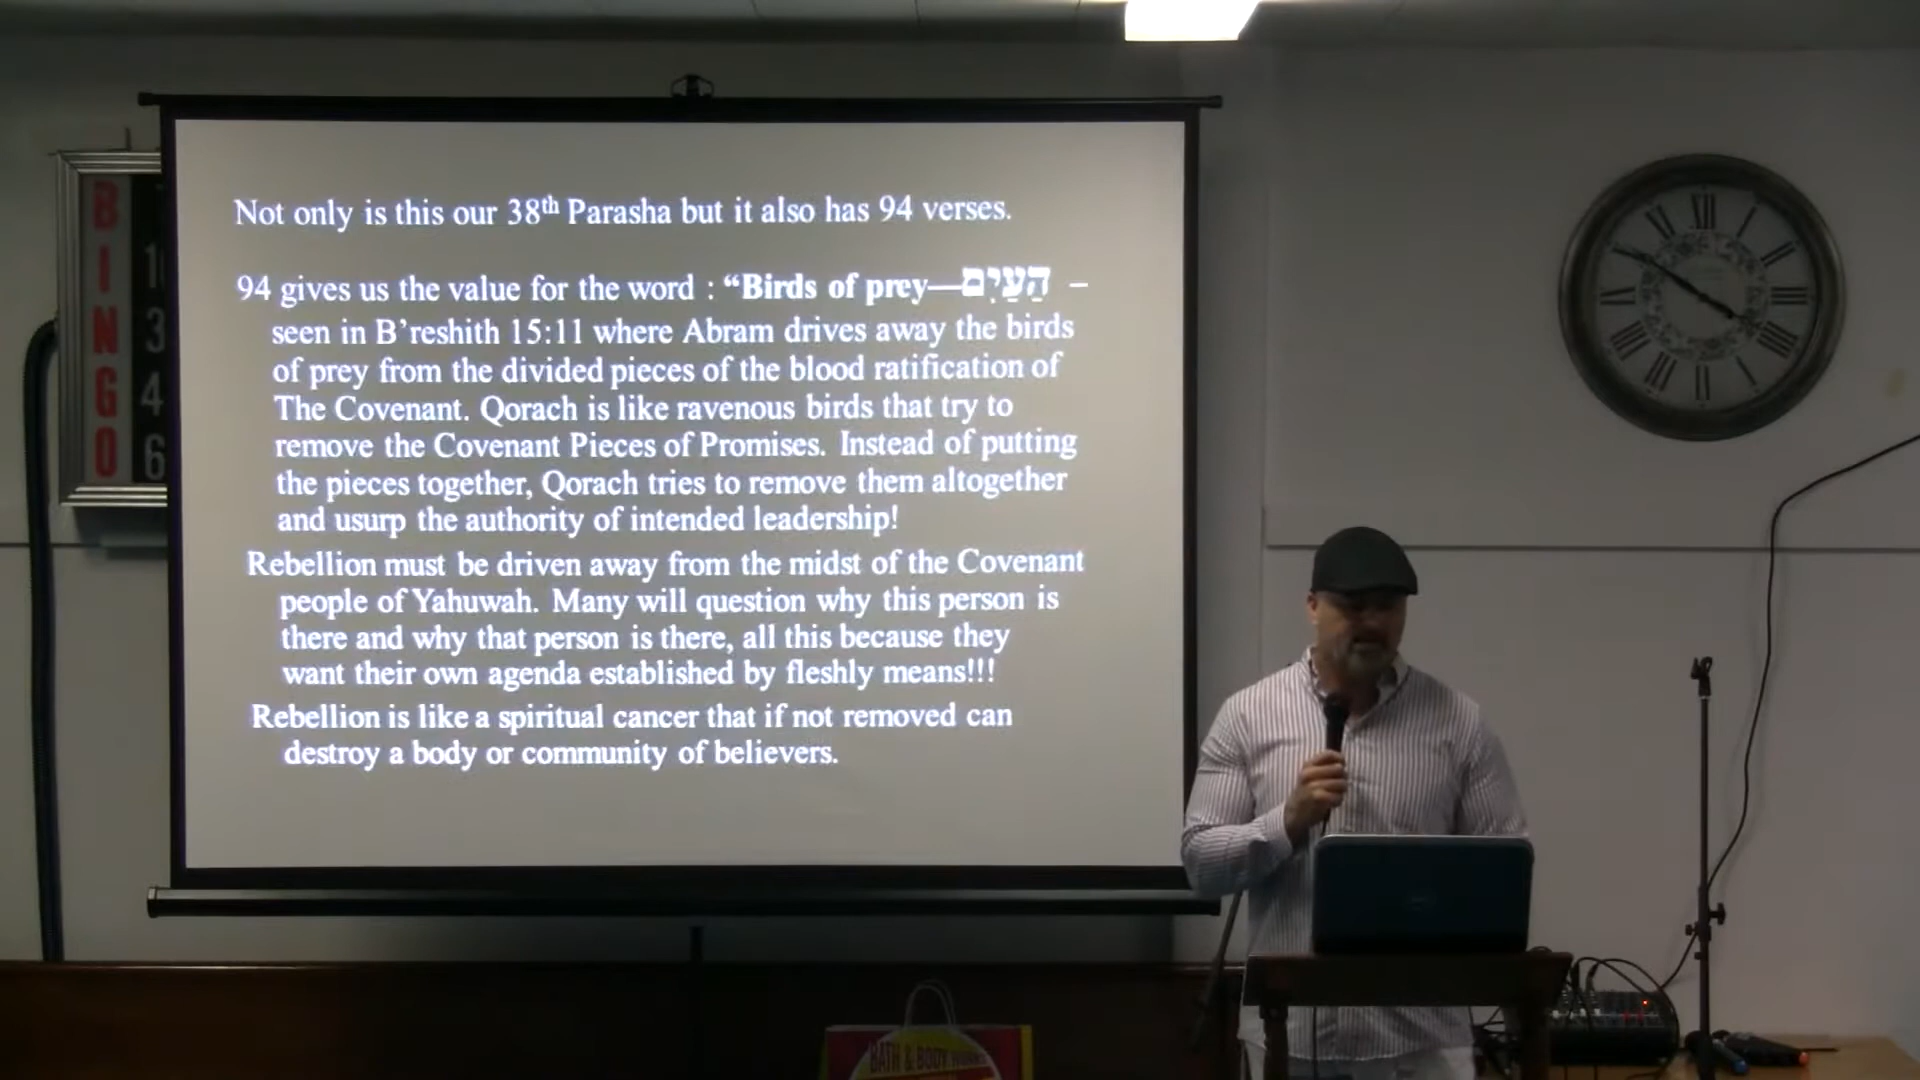 Not only is this our 38th Parasha but it also has 94 verses.
94 gives us the value for the word : “Birds of prey—הַעַיִם –
seen in B’reshith 15:11 where Abram drives away the birds
of prey from the divided pieces of the blood ratification of
The Covenant. Qorach is like ravenous birds that try to
remove the Covenant Pieces of Promises. Instead of putting
the pieces together, Qorach tries to remove them altogether
and usurp the authority of intended leadership!
Rebellion must be driven away from the midst of the Covenant
people of Yahuwah. Many will question why this person is
there and why that person is there, all this because they
want their own agenda established by fleshly means!!!
Rebellion is like a spiritual cancer that if not removed can
destroy a body or community of believers.
B
I
N
G
O
1
3
4
6
BATH & BODY